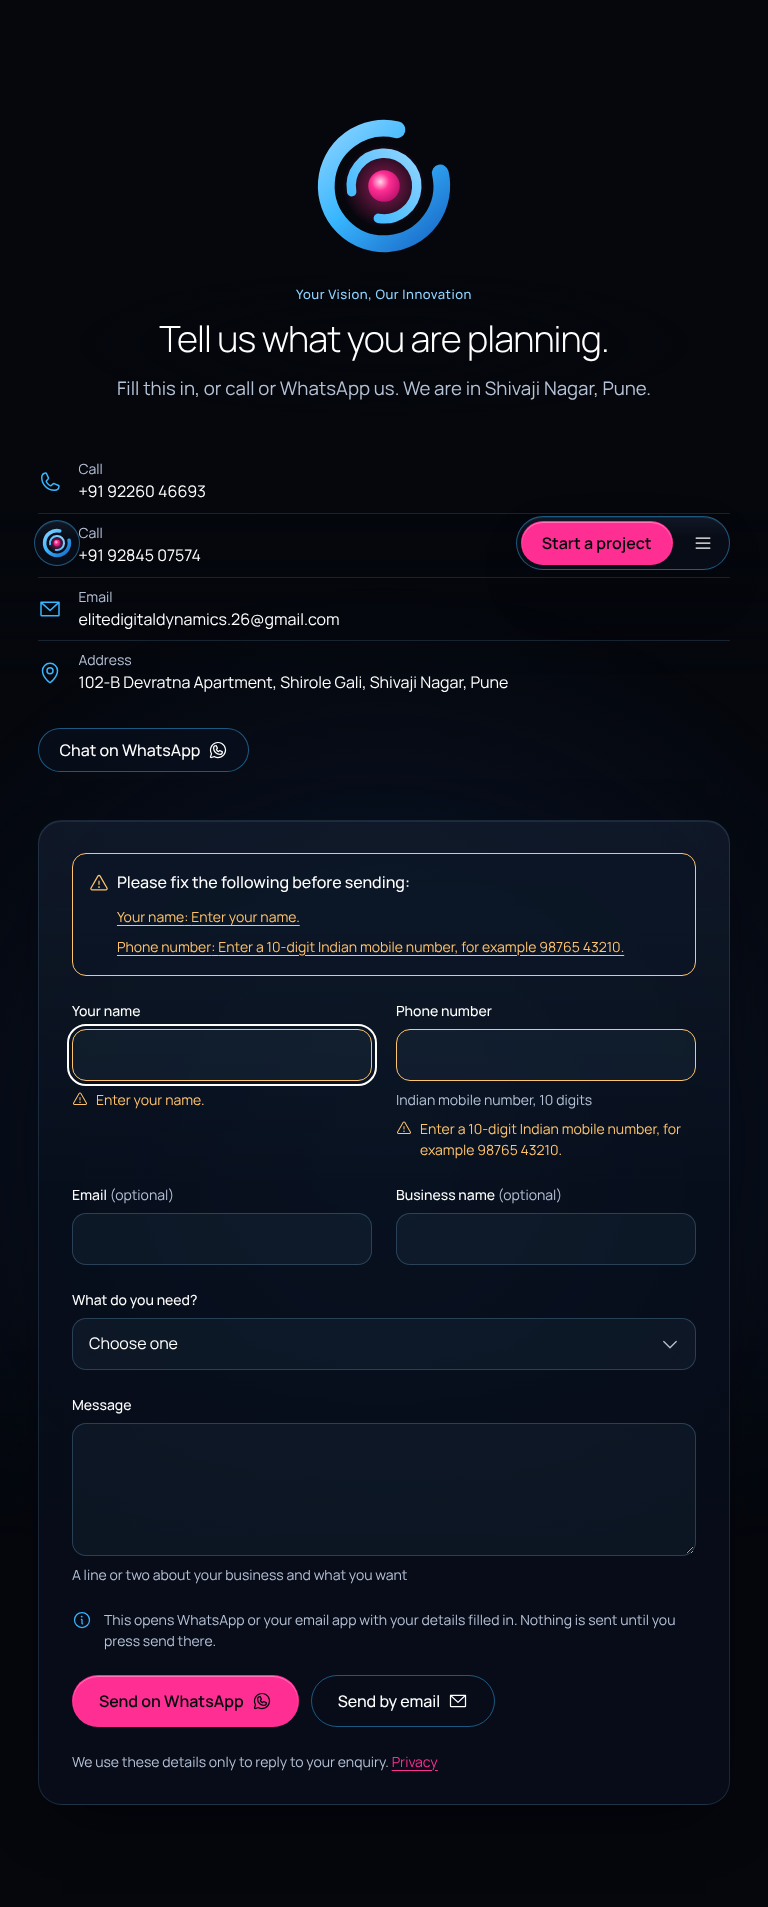 Your Vision, Our Innovation
Tell us what you are planning.
Fill this in, or call or WhatsApp us. We are in Shivaji Nagar, Pune.
Call
+91 92260 46693
Call
+91 92845 07574
Start a project
Email
elitedigitaldynamics.26@gmail.com
Address
102-B Devratna Apartment, Shirole Gali, Shivaji Nagar, Pune
Chat on WhatsApp
Please fix the following before sending:
Your name: Enter your name.
Phone number: Enter a 10-digit Indian mobile number, for example 98765 43210.
Your name
Phone number
Enter your name.
Indian mobile number, 10 digits
Enter a 10-digit Indian mobile number, for
example 98765 43210.
Email (optional)
Business name (optional)
What do you need?
Choose one
Message
A line or two about your business and what you want
This opens WhatsApp or your email app with your details filled in. Nothing is sent until you
press send there.
Send on WhatsApp
Send by email
We use these details only to reply to your enquiry. Privacy